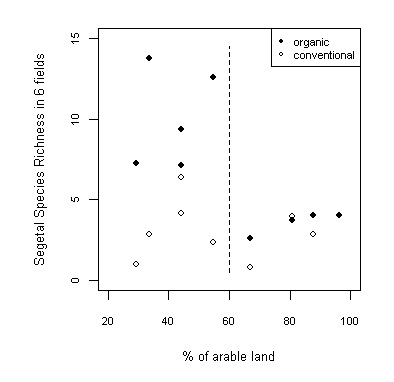 Segetal Species Richness in 6 fields
15
10
5
0
organic
conventional
20 40 60 80 100
% of arable land